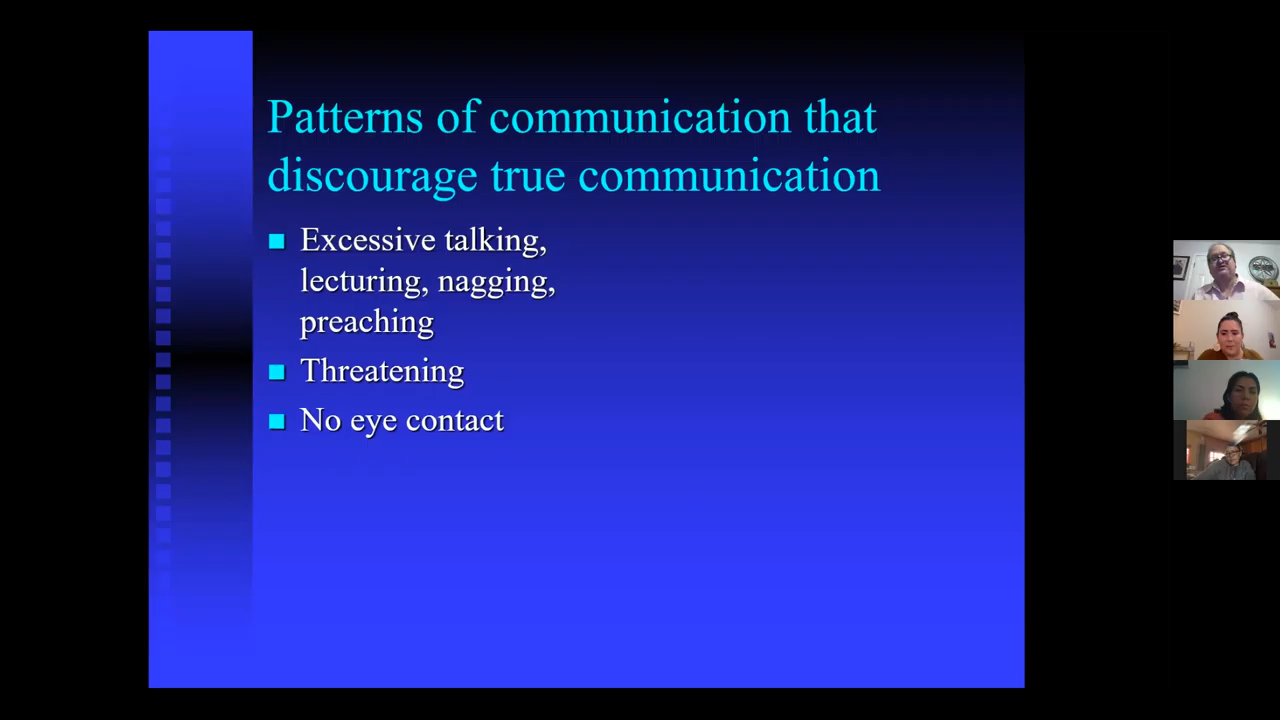 Patterns of communication that
discourage true communication
Excessive talking,
lecturing, nagging,
preaching
Threatening
No eye contact